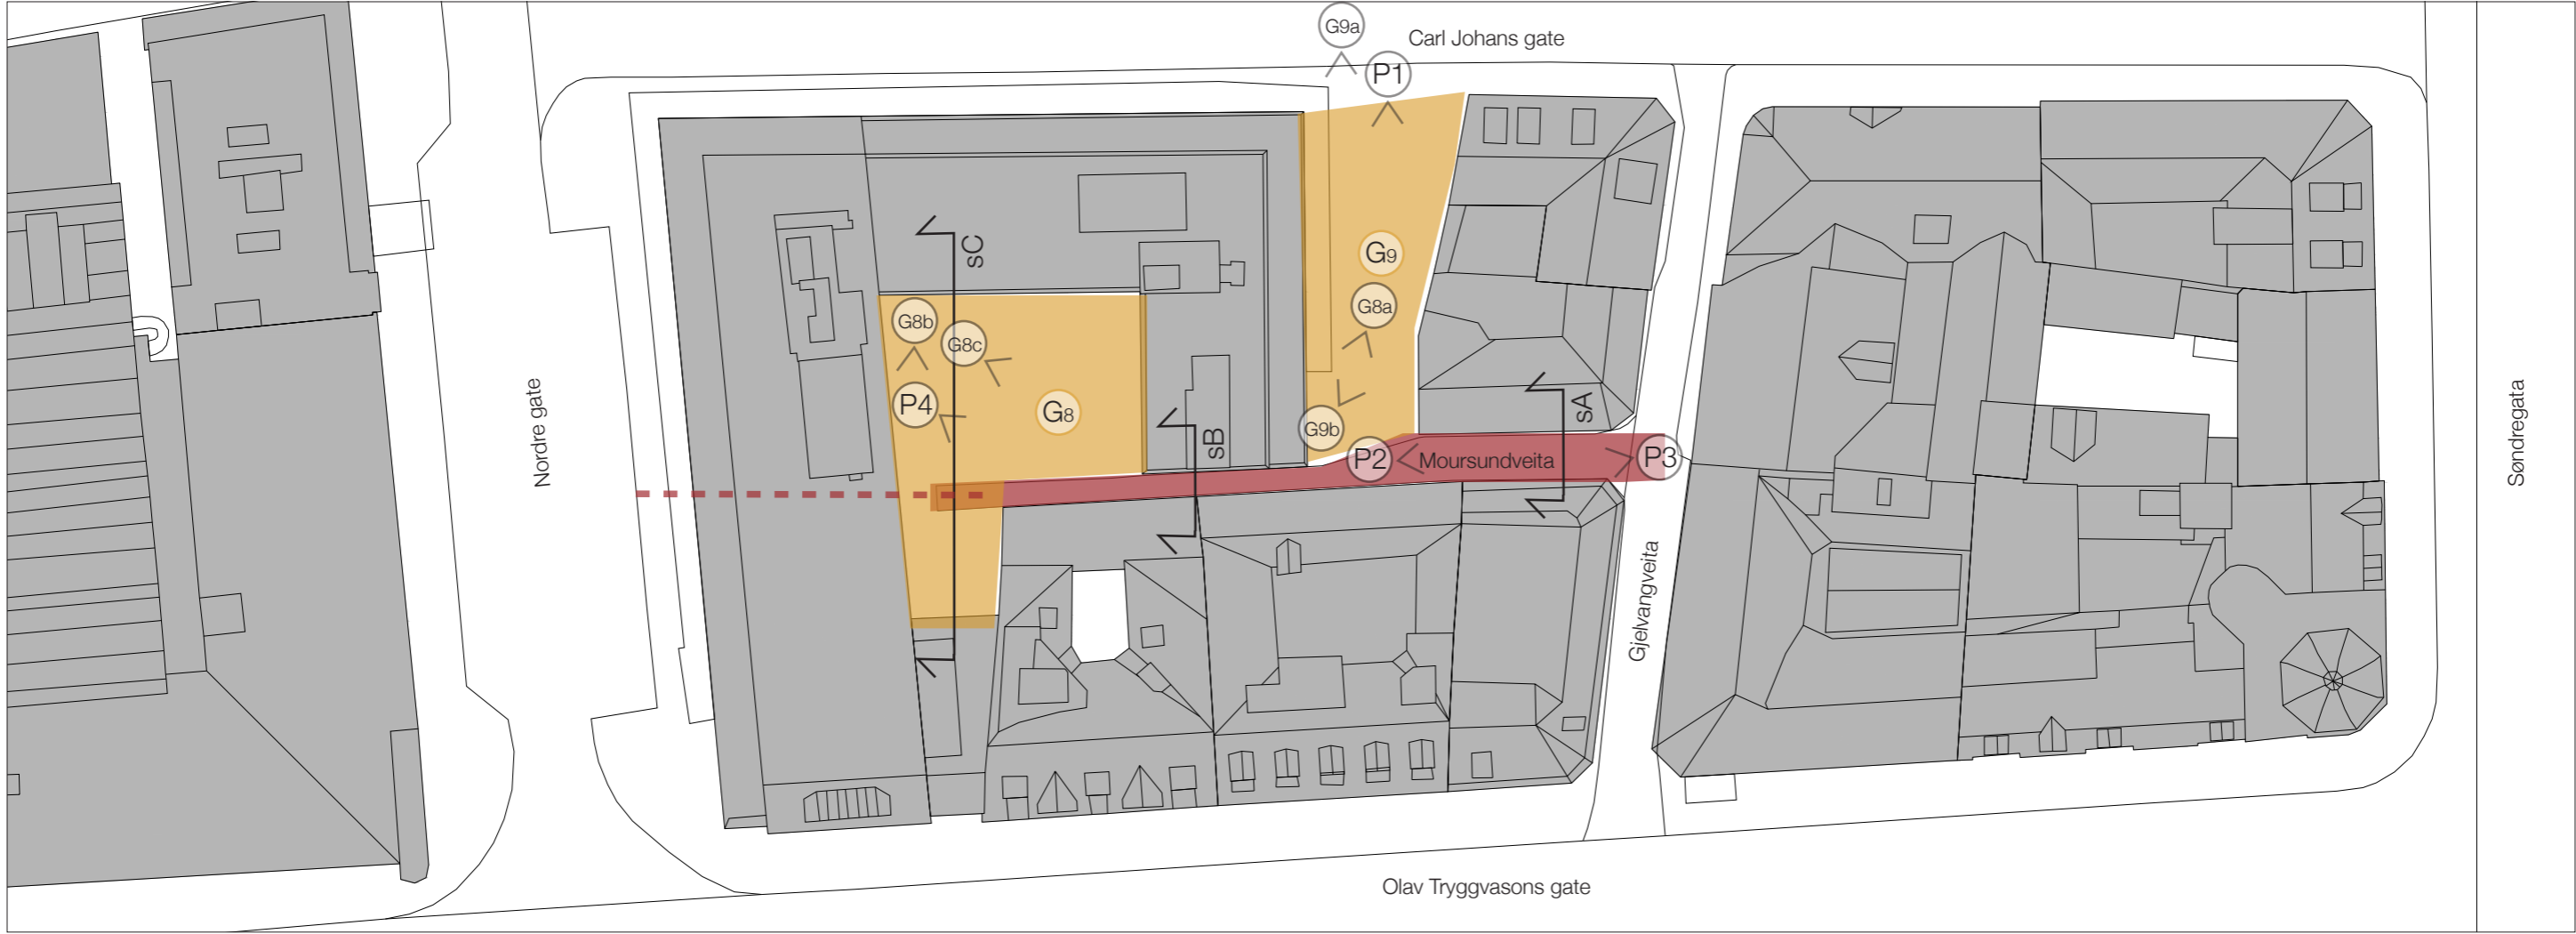 G9a
Carl Johans gate
P1
sC
G9
G8a
G8b
G8c
Nordre gate
P4
G8
sB
G9b
sA
P2
Moursundveita
P3
Søndregata
Gjelvangveita
Olav Tryggvasons gate